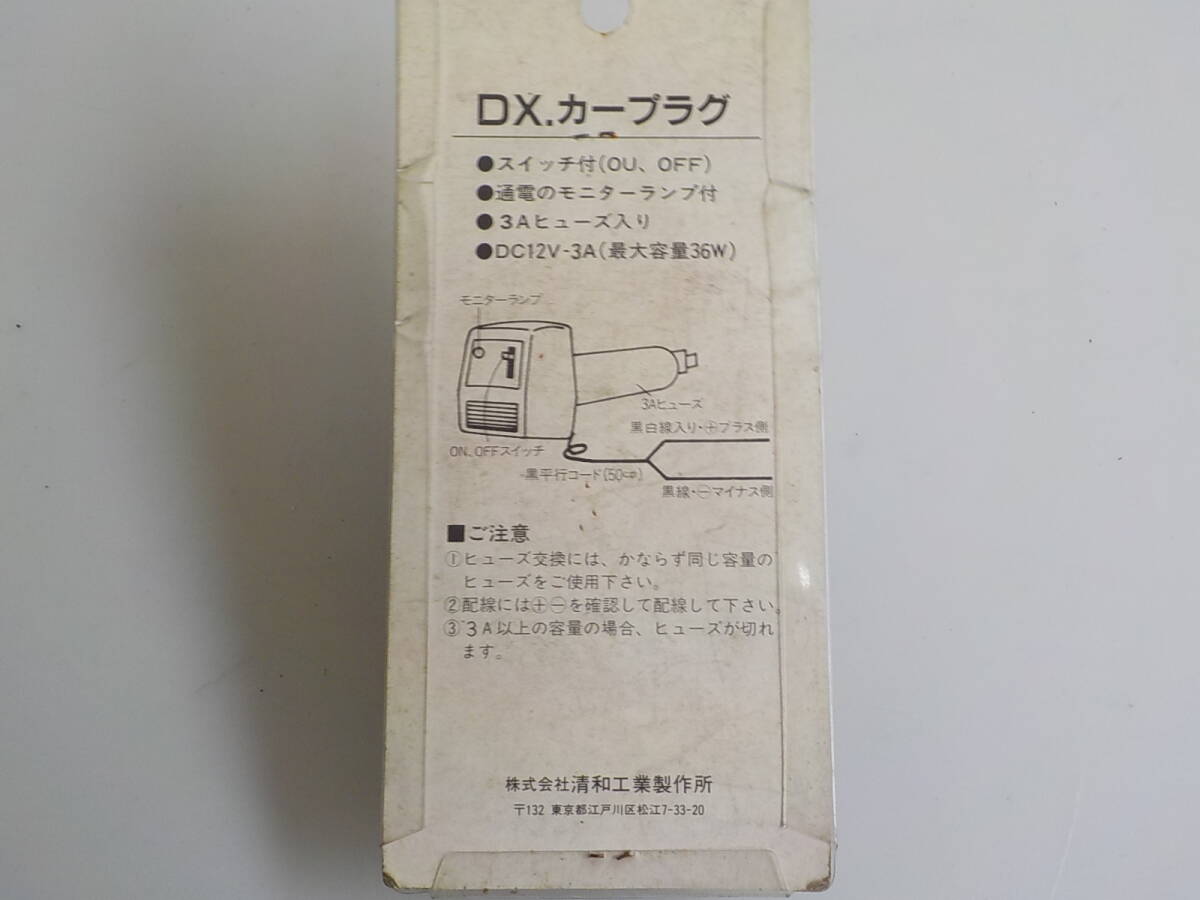 DX.カープラグ
●スイッチ付(OU、OFF)
●通電のモニターランプ付
●3Aヒューズ入り
●DC12V-3A(最大容量36W)
モニターランプ
3Aヒューズ
黒白線入り・⊕プラス側
ON、OFFスイッチ
黒平行コード(50㎝)
黒線・⊖マイナス側
■ご注意
①ヒューズ交換には、かならず同じ容量の
ヒューズをご使用下さい。
②配線には⊕⊖を確認して配線して下さい。
③3A以上の容量の場合、ヒューズが切れ
ます。
株式会社清和工業製作所
〒132 東京都江戸川区松江7-33-20